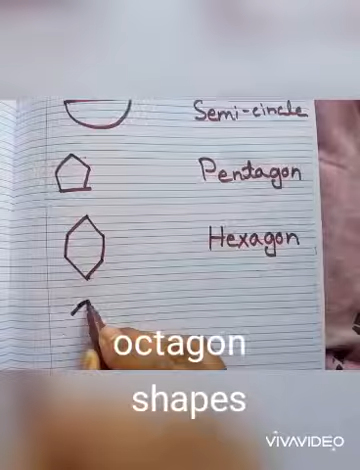 Semi-circle
Pentagon
Hexagon
octagon
shapes
VIVAVIDEO